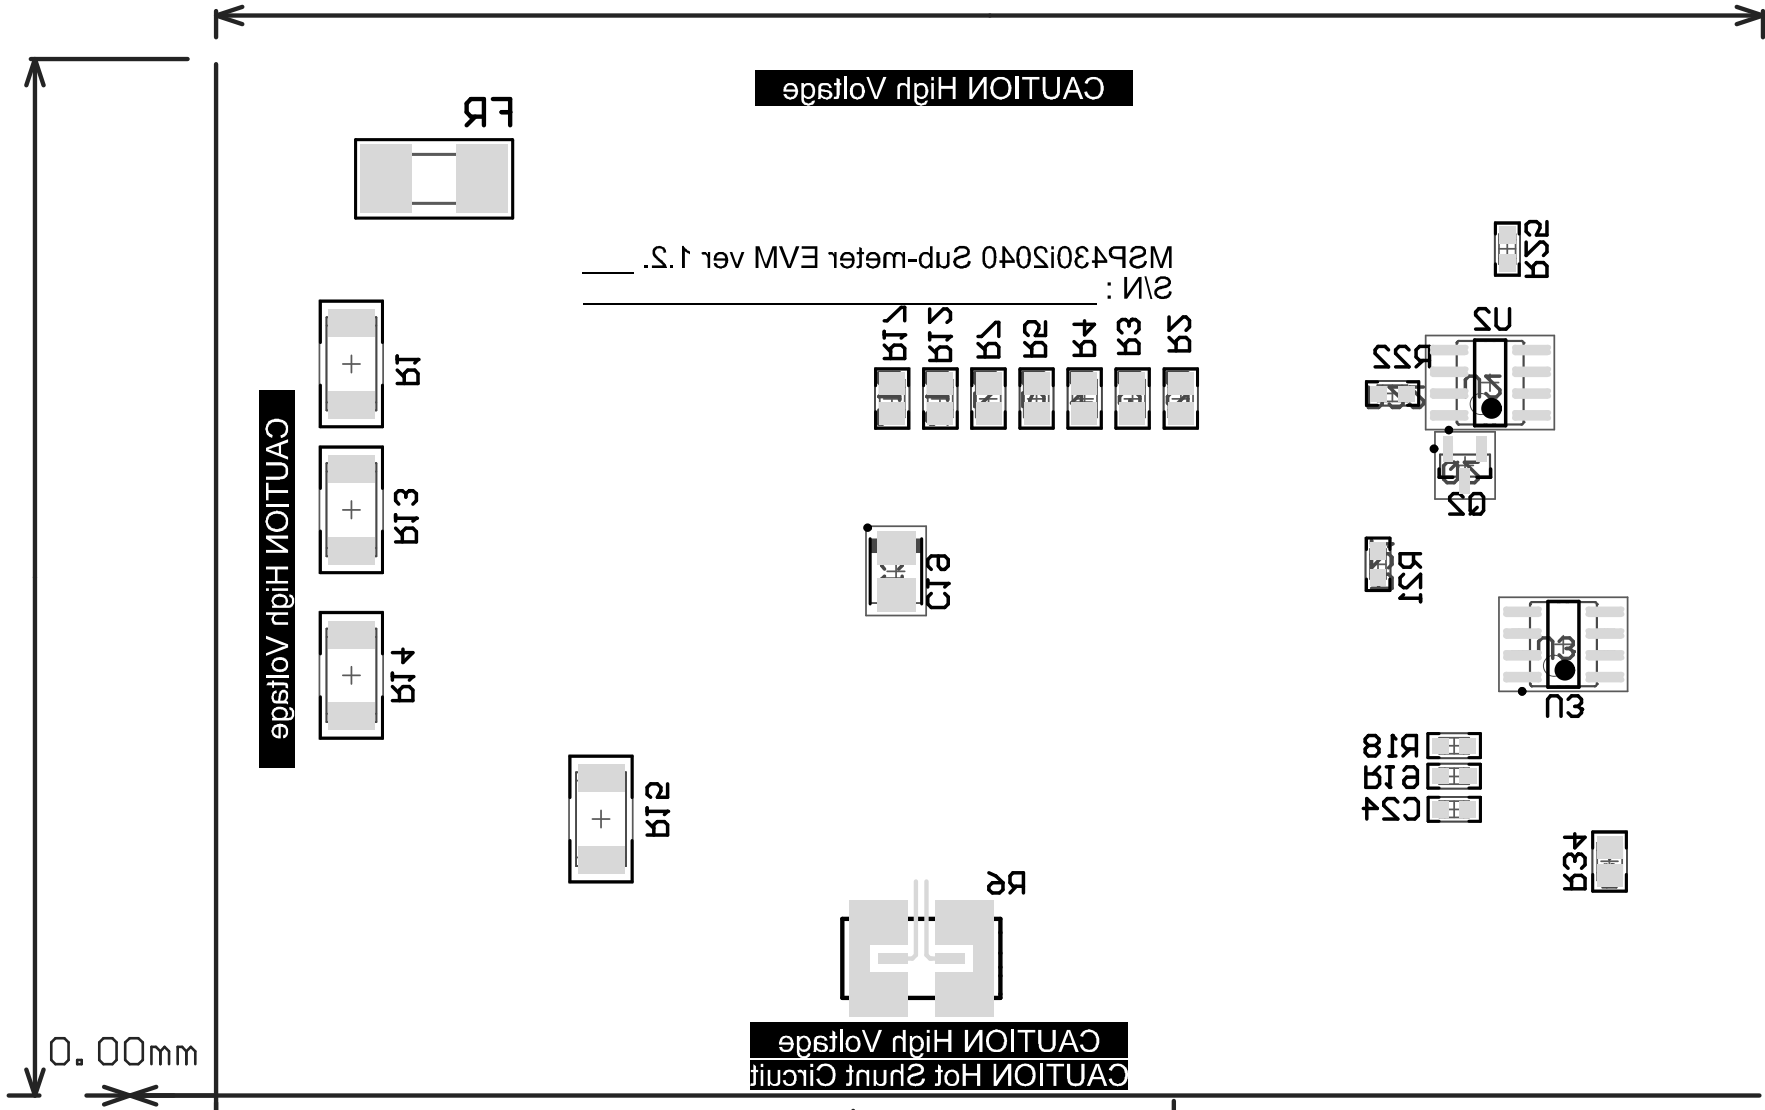 CAUTION High Voltage
FR
MSP430i2040 Sub-meter EVM ver 1.2. ___
S/N : ______________________
R25
R17 R12 R7 R5 R4 R3 R2
U2
R22
R1
Q2
R13
CAUTION High Voltage
C19
R21
R14
U3
R18
R19
C24
R15
R34
R6
CAUTION High Voltage
CAUTION Hot Shunt Circuit
0.00mm